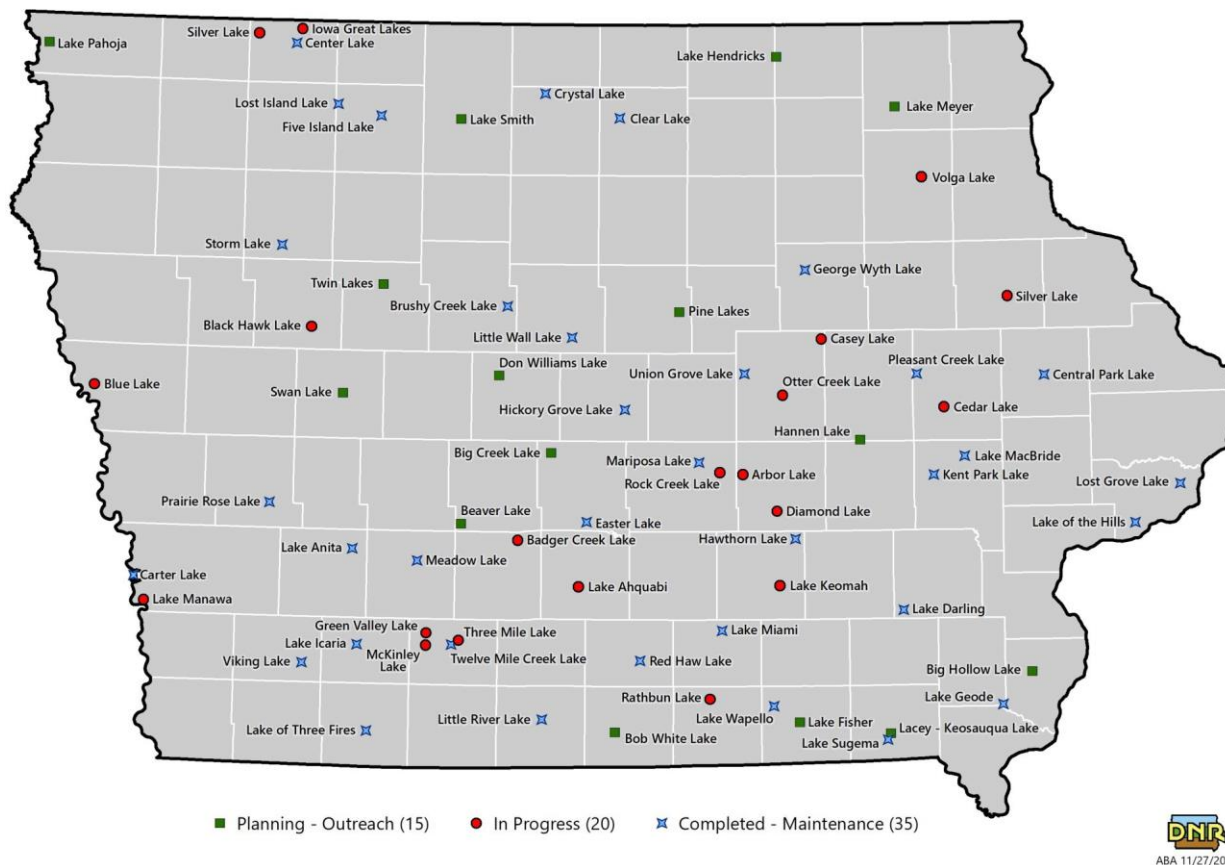 Silver Lake
Iowa Great Lakes
Lake Pahoja
Center Lake
Lake Hendricks
Lost Island Lake
Crystal Lake
Five Island Lake
Lake Smith
Clear Lake
Lake Meyer
Volga Lake
Storm Lake
George Wyth Lake
Twin Lakes
Brushy Creek Lake
Pine Lakes
Silver Lake
Black Hawk Lake
Little Wall Lake
Casey Lake
Don Williams Lake
Pleasant Creek Lake
Blue Lake
Union Grove Lake
Otter Creek Lake
Central Park Lake
Swan Lake
Hickory Grove Lake
Cedar Lake
Hannen Lake
Big Creek Lake
Mariposa Lake
Lake MacBride
Rock Creek Lake
Arbor Lake
Kent Park Lake
Lost Grove Lake
Prairie Rose Lake
Beaver Lake
Diamond Lake
Easter Lake
Lake of the Hills
Badger Creek Lake
Hawthorn Lake
Lake Anita
Meadow Lake
Carter Lake
Lake Ahquabi
Lake Keomah
Lake Manawa
Lake Darling
Green Valley Lake
Three Mile Lake
Lake Miami
Lake Icaria
McKinley
Lake
Twelve Mile Creek Lake
Viking Lake
Red Haw Lake
Big Hollow Lake
Rathbun Lake
Lake Geode
Lake Wapello
Little River Lake
Lake Fisher
Lake of Three Fires
Bob White Lake
Lacey - Keosauqua Lake
Lake Sugema
Planning - Outreach (15)
In Progress (20)
Completed - Maintenance (35)
DNR